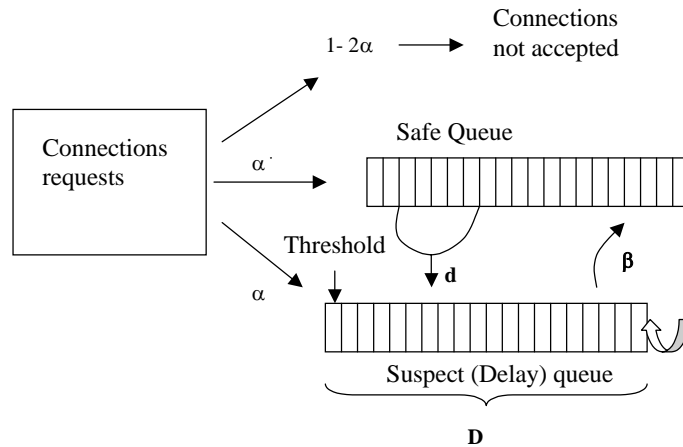 1- 2α
Connections
not accepted
Connections
requests
Safe Queue
α
Threshold
α
d
β
Suspect (Delay) queue
D